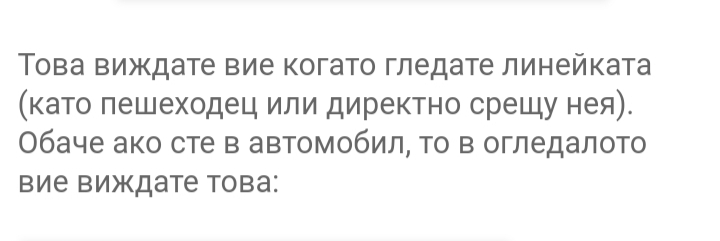 Това виждате вие когато гледате линейката
(като пешеходец или директно срещу нея).
Обаче ако сте в автомобил, то в огледалото
вие виждате това: